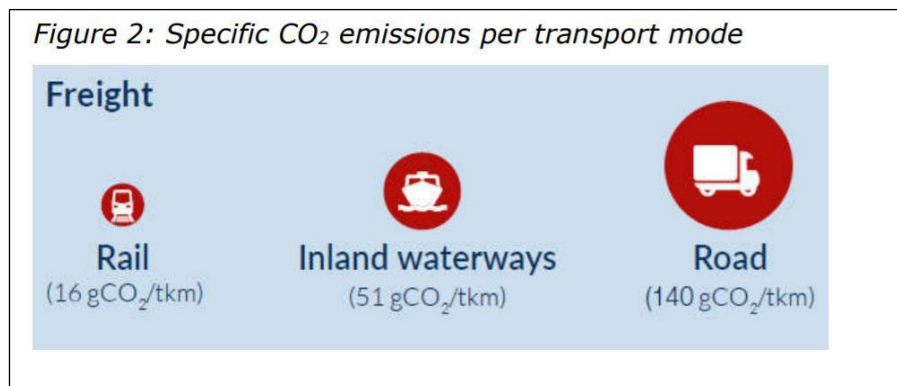 Figure 2: Specific CO₂ emissions per transport mode
Freight
Rail
(16 gCO₂/tkm)
Inland waterways
(51 gCO₂/tkm)
Road
(140 gCO₂/tkm)